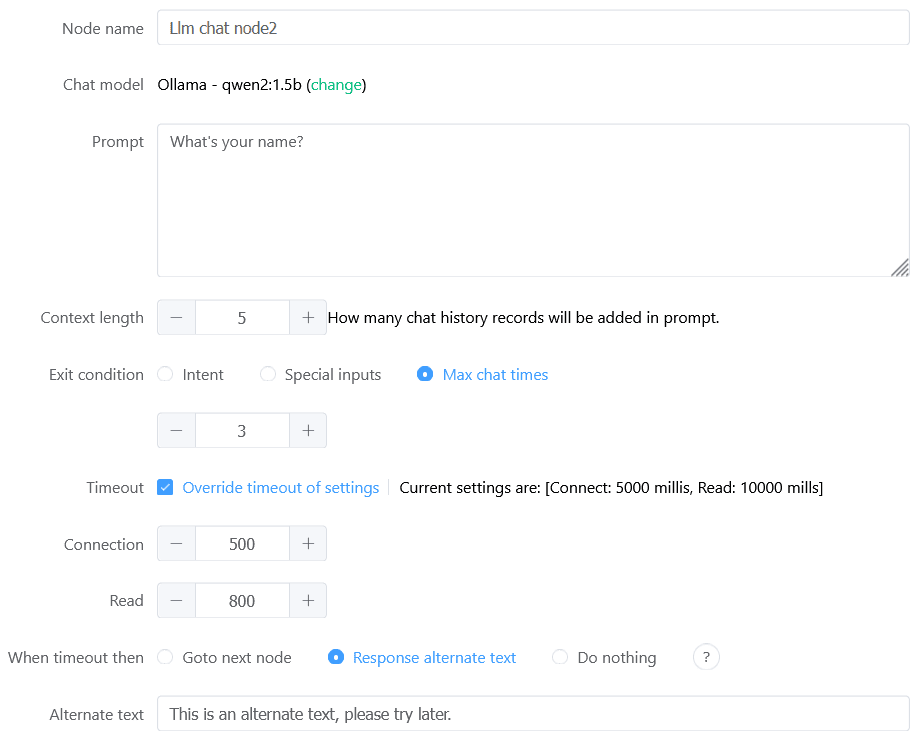 Node name Llm chat node2
Chat model Ollama - qwen2:1.5b (change)
Prompt What's your name?
Context length − 5 + How many chat history records will be added in prompt.
Exit condition Intent Special inputs Max chat times
− 3 +
Timeout Override timeout of settings Current settings are: [Connect: 5000 millis, Read: 10000 mills]
Connection − 500 +
Read − 800 +
When timeout then Goto next node Response alternate text Do nothing ?
Alternate text This is an alternate text, please try later.